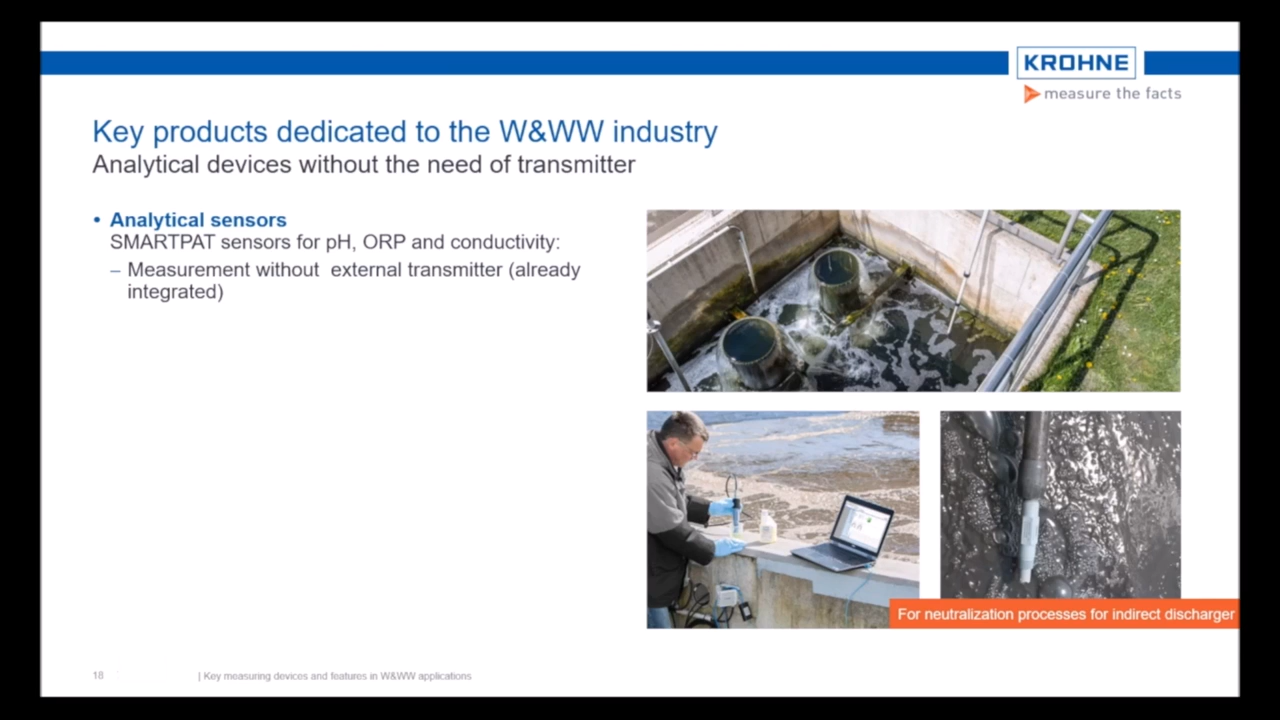 KROHNE
measure the facts
Key products dedicated to the W&WW industry
Analytical devices without the need of transmitter
• Analytical sensors
SMARTPAT sensors for pH, ORP and conductivity:
– Measurement without external transmitter (already
integrated)
For neutralization processes for indirect discharger
18
| Key measuring devices and features in W&WW applications